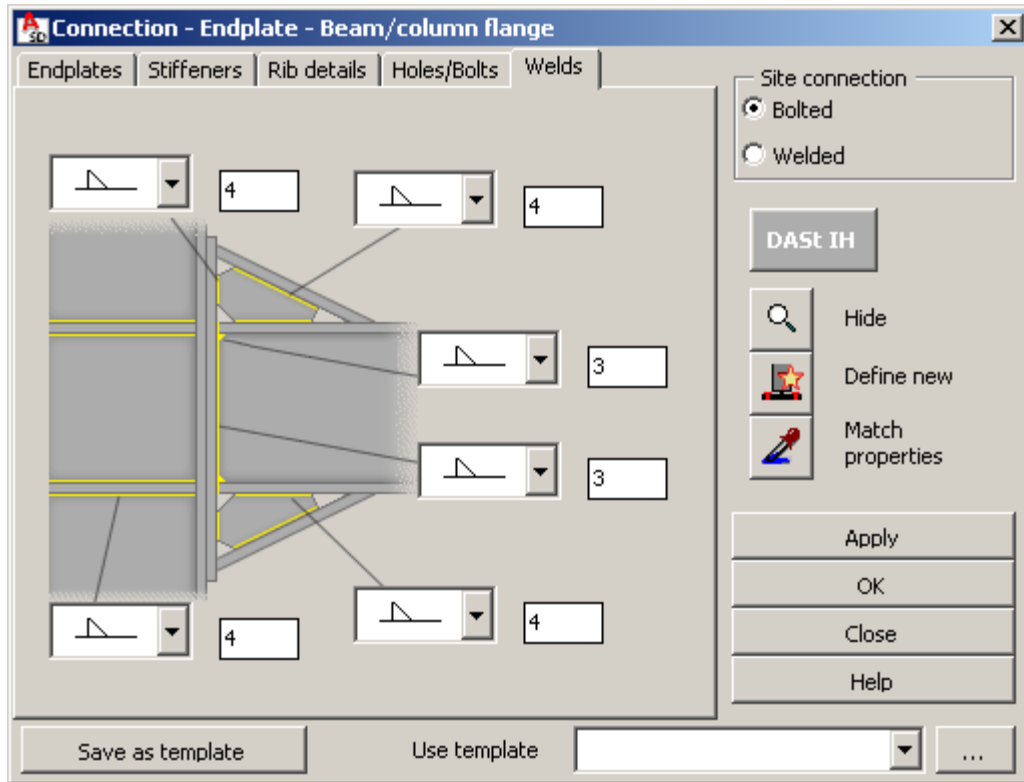 Connection - Endplate - Beam/column flange
Endplates
Stiffeners
Rib details
Holes/Bolts
Welds
Site connection
Bolted
Welded
4
4
DASt IH
Hide
3
Define new
Match
properties
3
Apply
OK
4
4
Close
Help
Save as template
Use template
...